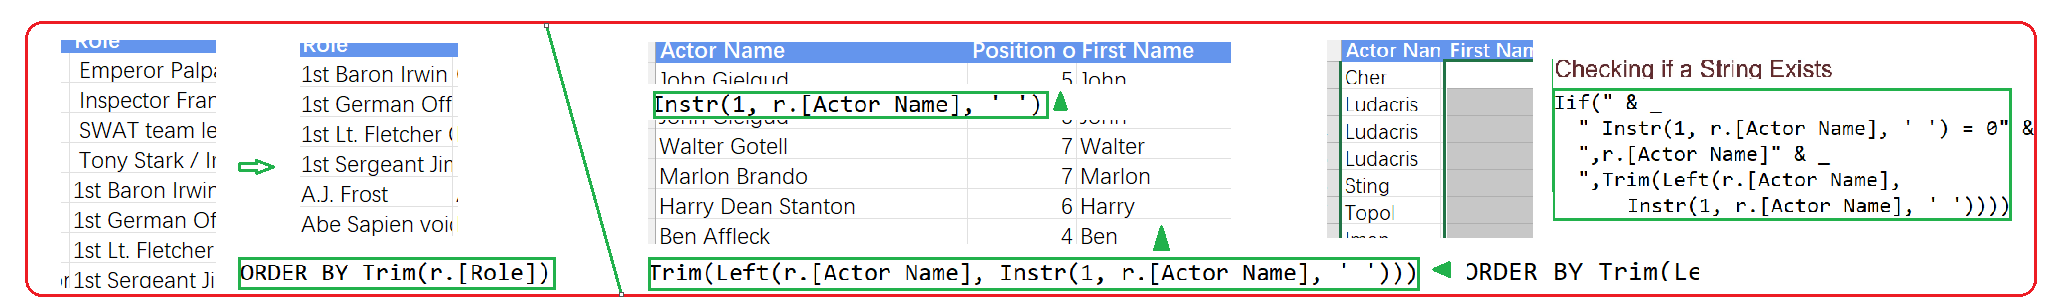 Role
Emperor Palpa
Inspector Fran
SWAT team le
Tony Stark / Ir
1st Baron Irwin
1st German Of
1st Lt. Fletcher
1st Sergeant Ji
Role
1st Baron Irwin
1st German Off
1st Lt. Fletcher
1st Sergeant Jin
A.J. Frost
Abe Sapien voic
ORDER BY Trim(r.[Role])
Actor Name Position o First Name
John Gielgud 5 John
Instr(1, r.[Actor Name], ' ')
John Gielgud John
Walter Gotell 7 Walter
Marlon Brando 7 Marlon
Harry Dean Stanton 6 Harry
Ben Affleck 4 Ben
Trim(Left(r.[Actor Name], Instr(1, r.[Actor Name], ' ')))
ORDER BY Trim(Le
Actor Nan First Nan
Cher
Ludacris
Ludacris
Ludacris
Sting
Topol
Iman
Checking if a String Exists
Iif(" & _
" Instr(1, r.[Actor Name], ' ') = 0" &
",r.[Actor Name]" & _
",Trim(Left(r.[Actor Name],
Instr(1, r.[Actor Name], ' '))))